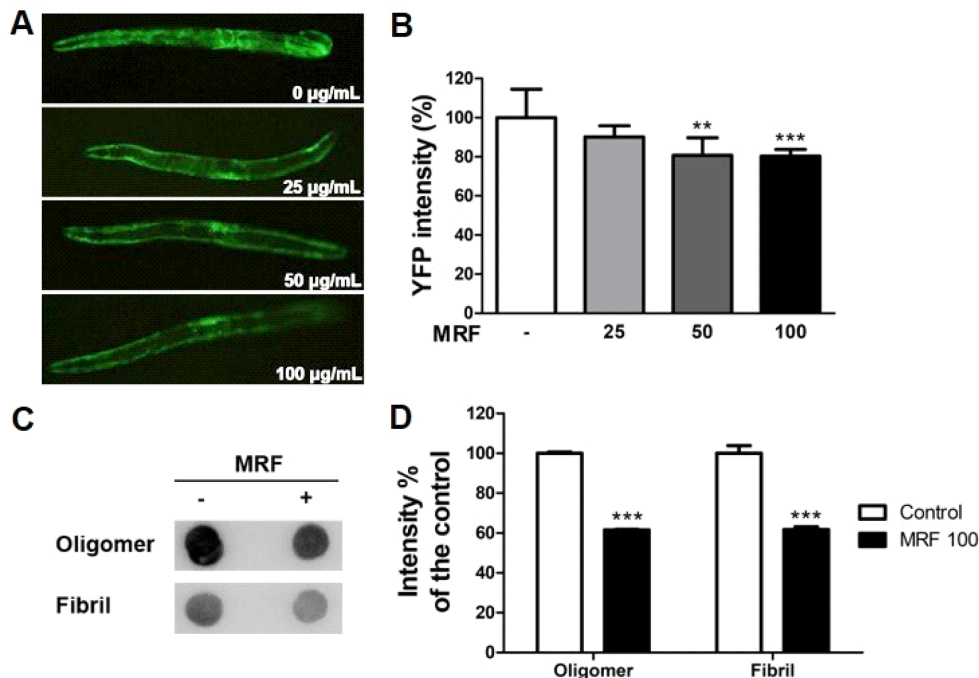 A
0 µg/mL
25 µg/mL
50 µg/mL
100 µg/mL
B
YFP intensity (%)
120
100
80
60
40
20
0
**
***
MRF - 25 50 100
C
MRF
- +
Oligomer
Fibril
D
Intensity %
of the control
120
100
80
60
40
20
0
***
***
Oligomer Fibril
Control
MRF 100